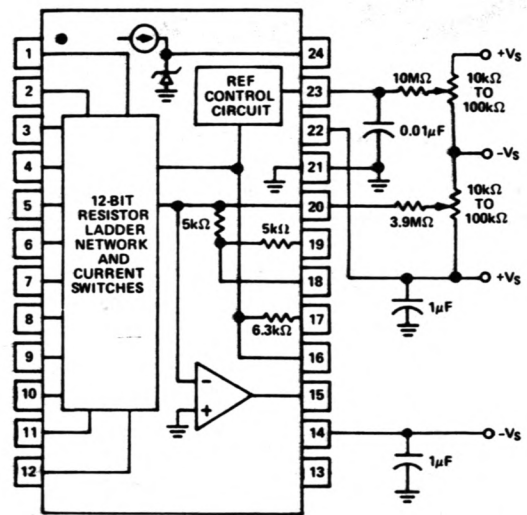 1
2
3
4
5
6
7
8
9
10
11
12
12-BIT
RESISTOR
LADDER
NETWORK
AND
CURRENT
SWITCHES
REF
CONTROL
CIRCUIT
5kΩ
5kΩ
6.3kΩ
−
+
24
23
22
21
20
19
18
17
16
15
14
13
10MΩ
0.01μF
3.9MΩ
+VS
10kΩ
TO
100kΩ
−VS
10kΩ
TO
100kΩ
+VS
1μF
−VS
1μF